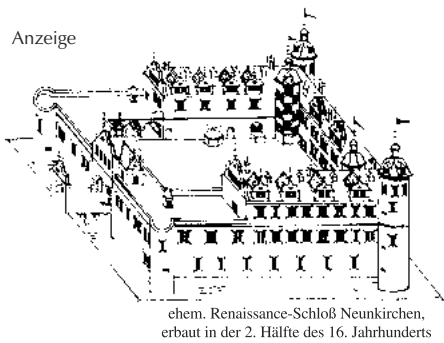 Anzeige
ehem. Renaissance-Schloß Neunkirchen,
erbaut in der 2. Hälfte des 16. Jahrhunderts